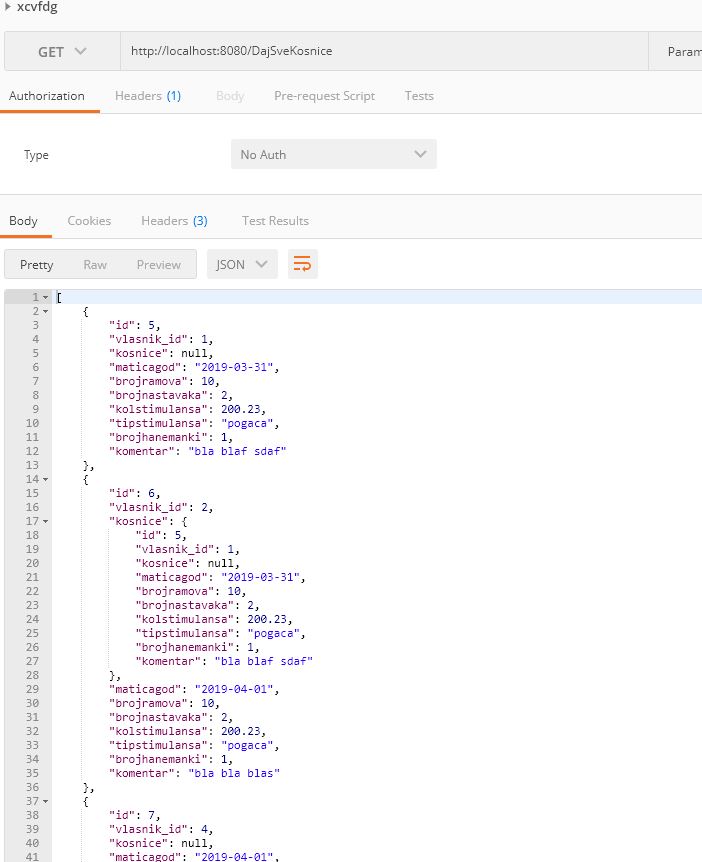 xcvfdg
GET http://localhost:8080/DajSveKosnice Param
Authorization Headers (1) Body Pre-request Script Tests
Type No Auth
Body Cookies Headers (3) Test Results
Pretty Raw Preview JSON
1 [
2 {
3 "id": 5,
4 "vlasnik_id": 1,
5 "kosnice": null,
6 "maticagod": "2019-03-31",
7 "brojramova": 10,
8 "brojnastavaka": 2,
9 "kolstimulansa": 200.23,
10 "tipstimulansa": "pogaca",
11 "brojhanemanki": 1,
12 "komentar": "bla blaf sdaf"
13 },
14 {
15 "id": 6,
16 "vlasnik_id": 2,
17 "kosnice": {
18 "id": 5,
19 "vlasnik_id": 1,
20 "kosnice": null,
21 "maticagod": "2019-03-31",
22 "brojramova": 10,
23 "brojnastavaka": 2,
24 "kolstimulansa": 200.23,
25 "tipstimulansa": "pogaca",
26 "brojhanemanki": 1,
27 "komentar": "bla blaf sdaf"
28 },
29 "maticagod": "2019-04-01",
30 "brojramova": 10,
31 "brojnastavaka": 2,
32 "kolstimulansa": 200.23,
33 "tipstimulansa": "pogaca",
34 "brojhanemanki": 1,
35 "komentar": "bla bla blas"
36 },
37 {
38 "id": 7,
39 "vlasnik_id": 4,
40 "kosnice": null,
41 "maticagod": "2019-04-01",